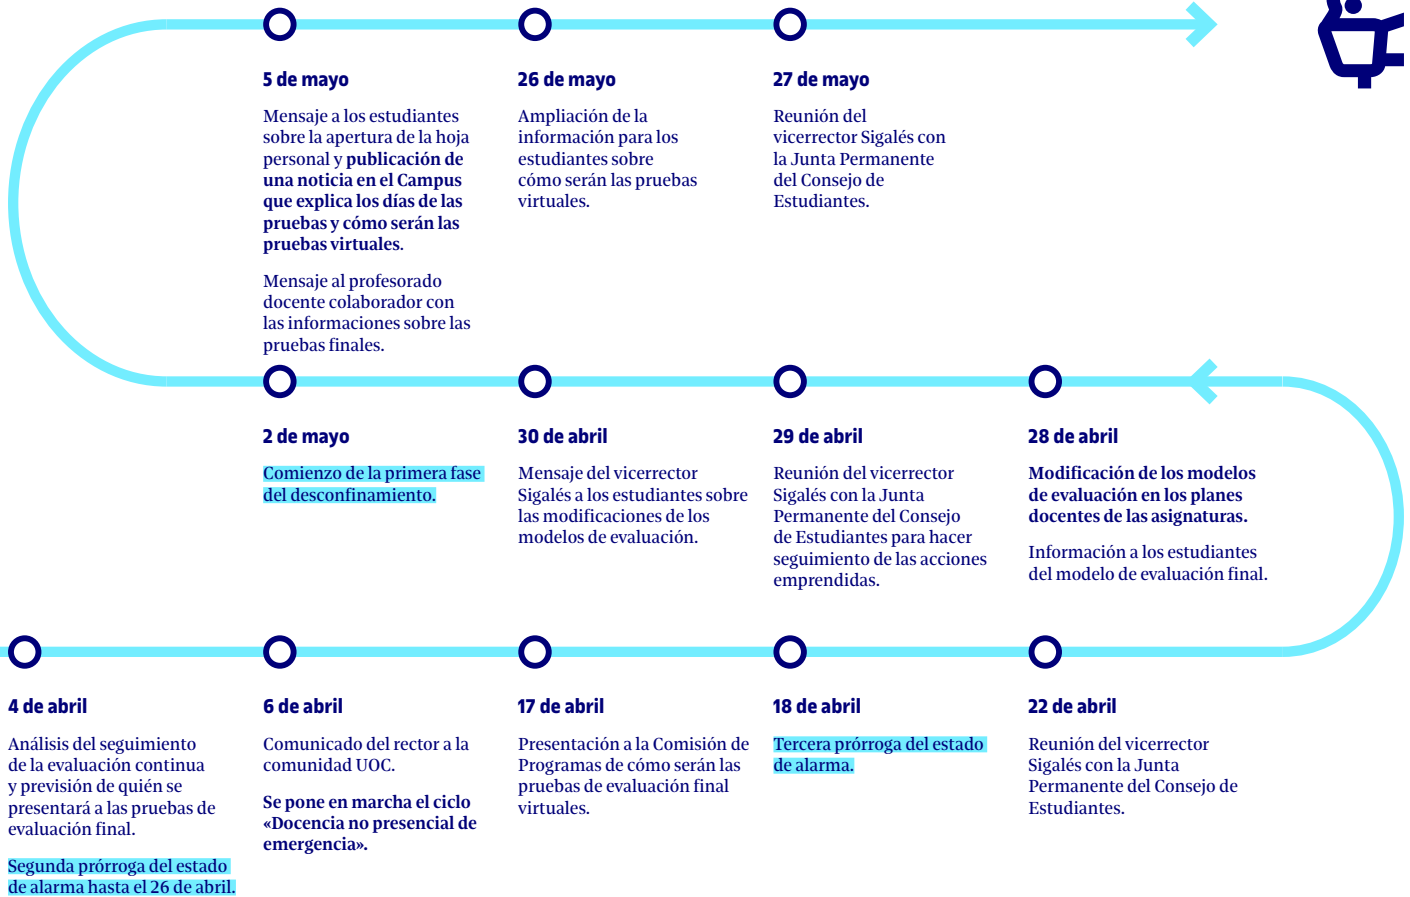 5 de mayo
Mensaje a los estudiantes
sobre la apertura de la hoja
personal y publicación de
una noticia en el Campus
que explica los días de las
pruebas y cómo serán las
pruebas virtuales.
Mensaje al profesorado
docente colaborador con
las informaciones sobre las
pruebas finales.
26 de mayo
Ampliación de la
información para los
estudiantes sobre
cómo serán las pruebas
virtuales.
27 de mayo
Reunión del
vicerrector Sigalés con
la Junta Permanente
del Consejo de
Estudiantes.
2 de mayo
Comienzo de la primera fase
del desconfinamiento.
30 de abril
Mensaje del vicerrector
Sigalés a los estudiantes sobre
las modificaciones de los
modelos de evaluación.
29 de abril
Reunión del vicerrector
Sigalés con la Junta
Permanente del Consejo
de Estudiantes para hacer
seguimiento de las acciones
emprendidas.
28 de abril
Modificación de los modelos
de evaluación en los planes
docentes de las asignaturas.
Información a los estudiantes
del modelo de evaluación final.
4 de abril
Análisis del seguimiento
de la evaluación continua
y previsión de quién se
presentará a las pruebas de
evaluación final.
Segunda prórroga del estado
de alarma hasta el 26 de abril.
6 de abril
Comunicado del rector a la
comunidad UOC.
Se pone en marcha el ciclo
«Docencia no presencial de
emergencia».
17 de abril
Presentación a la Comisión de
Programas de cómo serán las
pruebas de evaluación final
virtuales.
18 de abril
Tercera prórroga del estado
de alarma.
22 de abril
Reunión del vicerrector
Sigalés con la Junta
Permanente del Consejo de
Estudiantes.